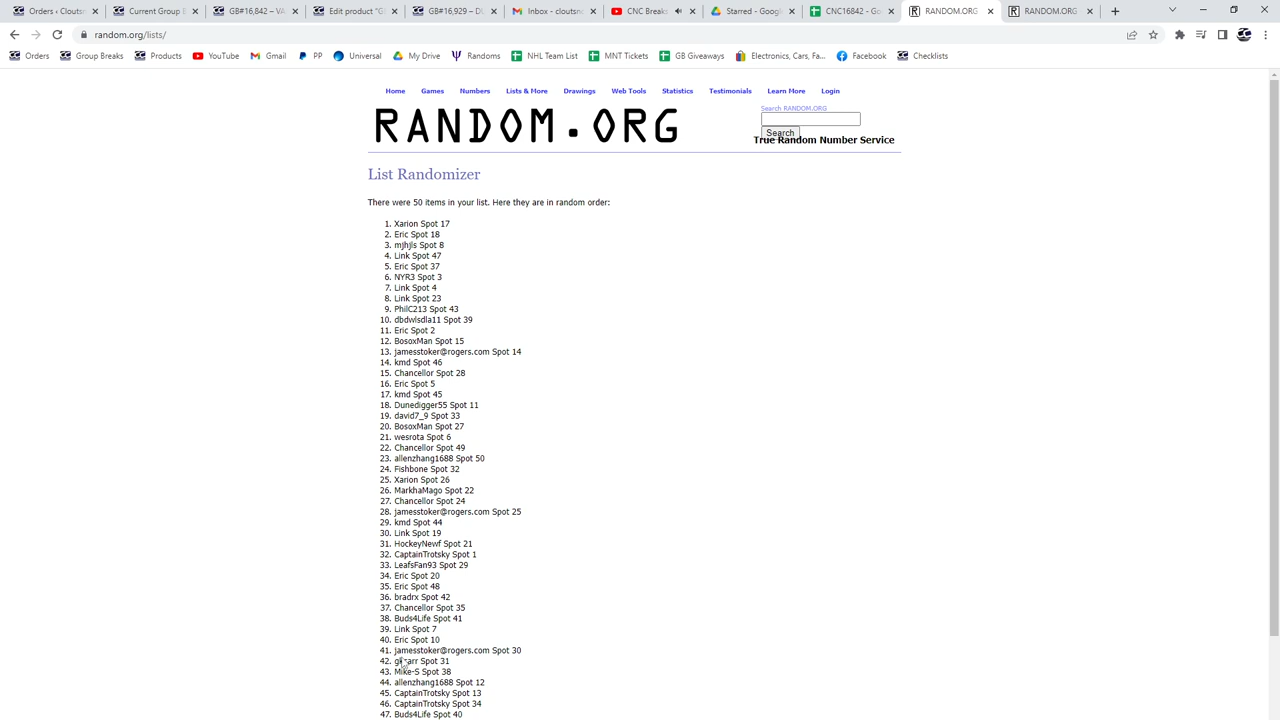 Orders ‹ Cloutsn
Current Group E
GB#16,842 – VA
Edit product "G
GB#16,929 – DU
Inbox - cloutsno
CNC Break
Starred - Google
CNC16842 - Go
RANDOM.ORG
RANDOM.ORG
random.org/lists/
Orders
Group Breaks
Products
YouTube
Gmail
PP
Universal
My Drive
Randoms
NHL Team List
MNT Tickets
GB Giveaways
Electronics, Cars, Fa...
Facebook
Checklists
Home Games Numbers Lists & More Drawings Web Tools Statistics Testimonials Learn More Login
RANDOM.ORG
Search RANDOM.ORG
Search
True Random Number Service
List Randomizer
There were 50 items in your list. Here they are in random order:
1. Xarion Spot 17
2. Eric Spot 18
3. mjhjls Spot 8
4. Link Spot 47
5. Eric Spot 37
6. NYR3 Spot 3
7. Link Spot 4
8. Link Spot 23
9. PhilC213 Spot 43
10. dbdwlsdla11 Spot 39
11. Eric Spot 2
12. BosoxMan Spot 15
13. jamesstoker@rogers.com Spot 14
14. kmd Spot 46
15. Chancellor Spot 28
16. Eric Spot 5
17. kmd Spot 45
18. Dunedigger55 Spot 11
19. david7_9 Spot 33
20. BosoxMan Spot 27
21. wesrota Spot 6
22. Chancellor Spot 49
23. allenzhang1688 Spot 50
24. Fishbone Spot 32
25. Xarion Spot 26
26. MarkhaMago Spot 22
27. Chancellor Spot 24
28. jamesstoker@rogers.com Spot 25
29. kmd Spot 44
30. Link Spot 19
31. HockeyNewf Spot 21
32. CaptainTrotsky Spot 1
33. LeafsFan93 Spot 29
34. Eric Spot 20
35. Eric Spot 48
36. bradrx Spot 42
37. Chancellor Spot 35
38. Buds4Life Spot 41
39. Link Spot 7
40. Eric Spot 10
41. jamesstoker@rogers.com Spot 30
42. Spot 31
43. Mike-S Spot 38
44. allenzhang1688 Spot 12
45. CaptainTrotsky Spot 13
46. CaptainTrotsky Spot 34
47. Buds4Life Spot 40